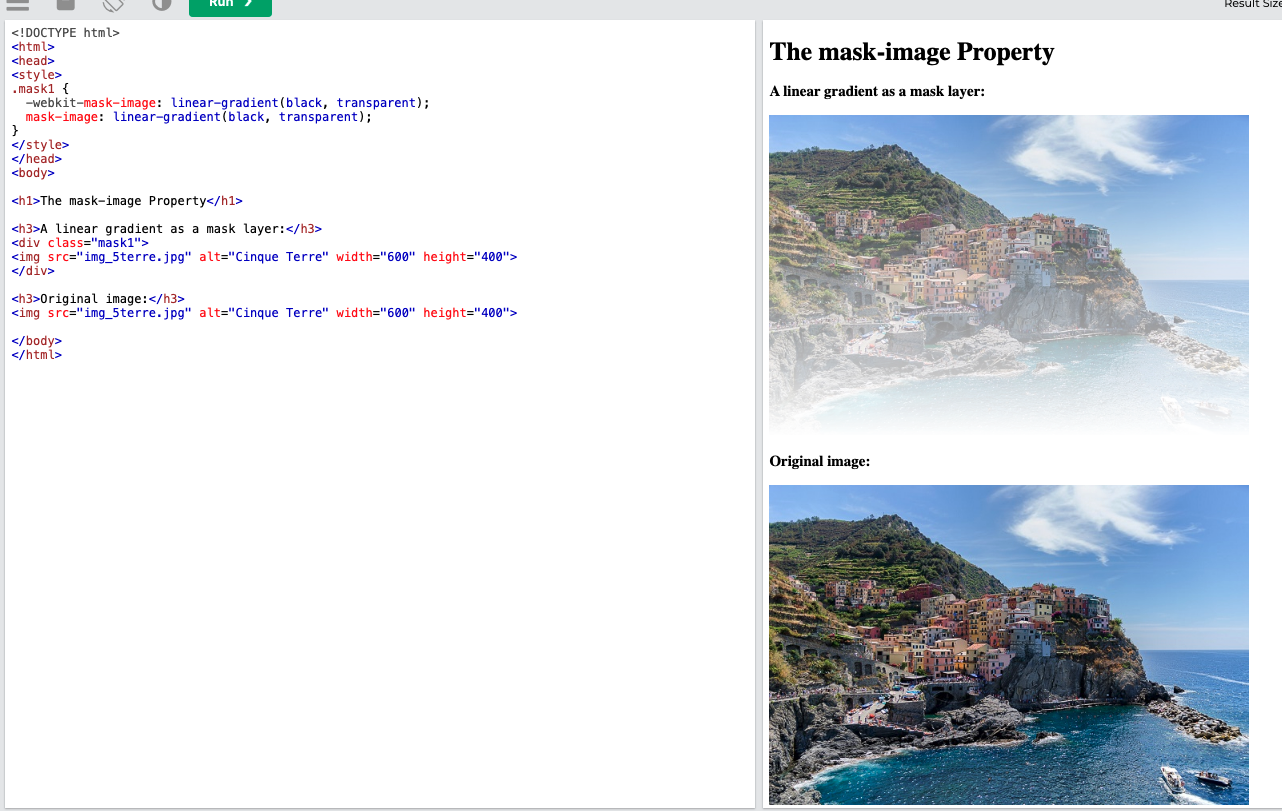 Run ❯
Result Size
<!DOCTYPE html>
<html>
<head>
<style>
.mask1 {
  -webkit-mask-image: linear-gradient(black, transparent);
  mask-image: linear-gradient(black, transparent);
}
</style>
</head>
<body>
<h1>The mask-image Property</h1>
<h3>A linear gradient as a mask layer:</h3>
<div class="mask1">
<img src="img_5terre.jpg" alt="Cinque Terre" width="600" height="400">
</div>
<h3>Original image:</h3>
<img src="img_5terre.jpg" alt="Cinque Terre" width="600" height="400">
</body>
</html>
The mask-image Property
A linear gradient as a mask layer:
Original image: